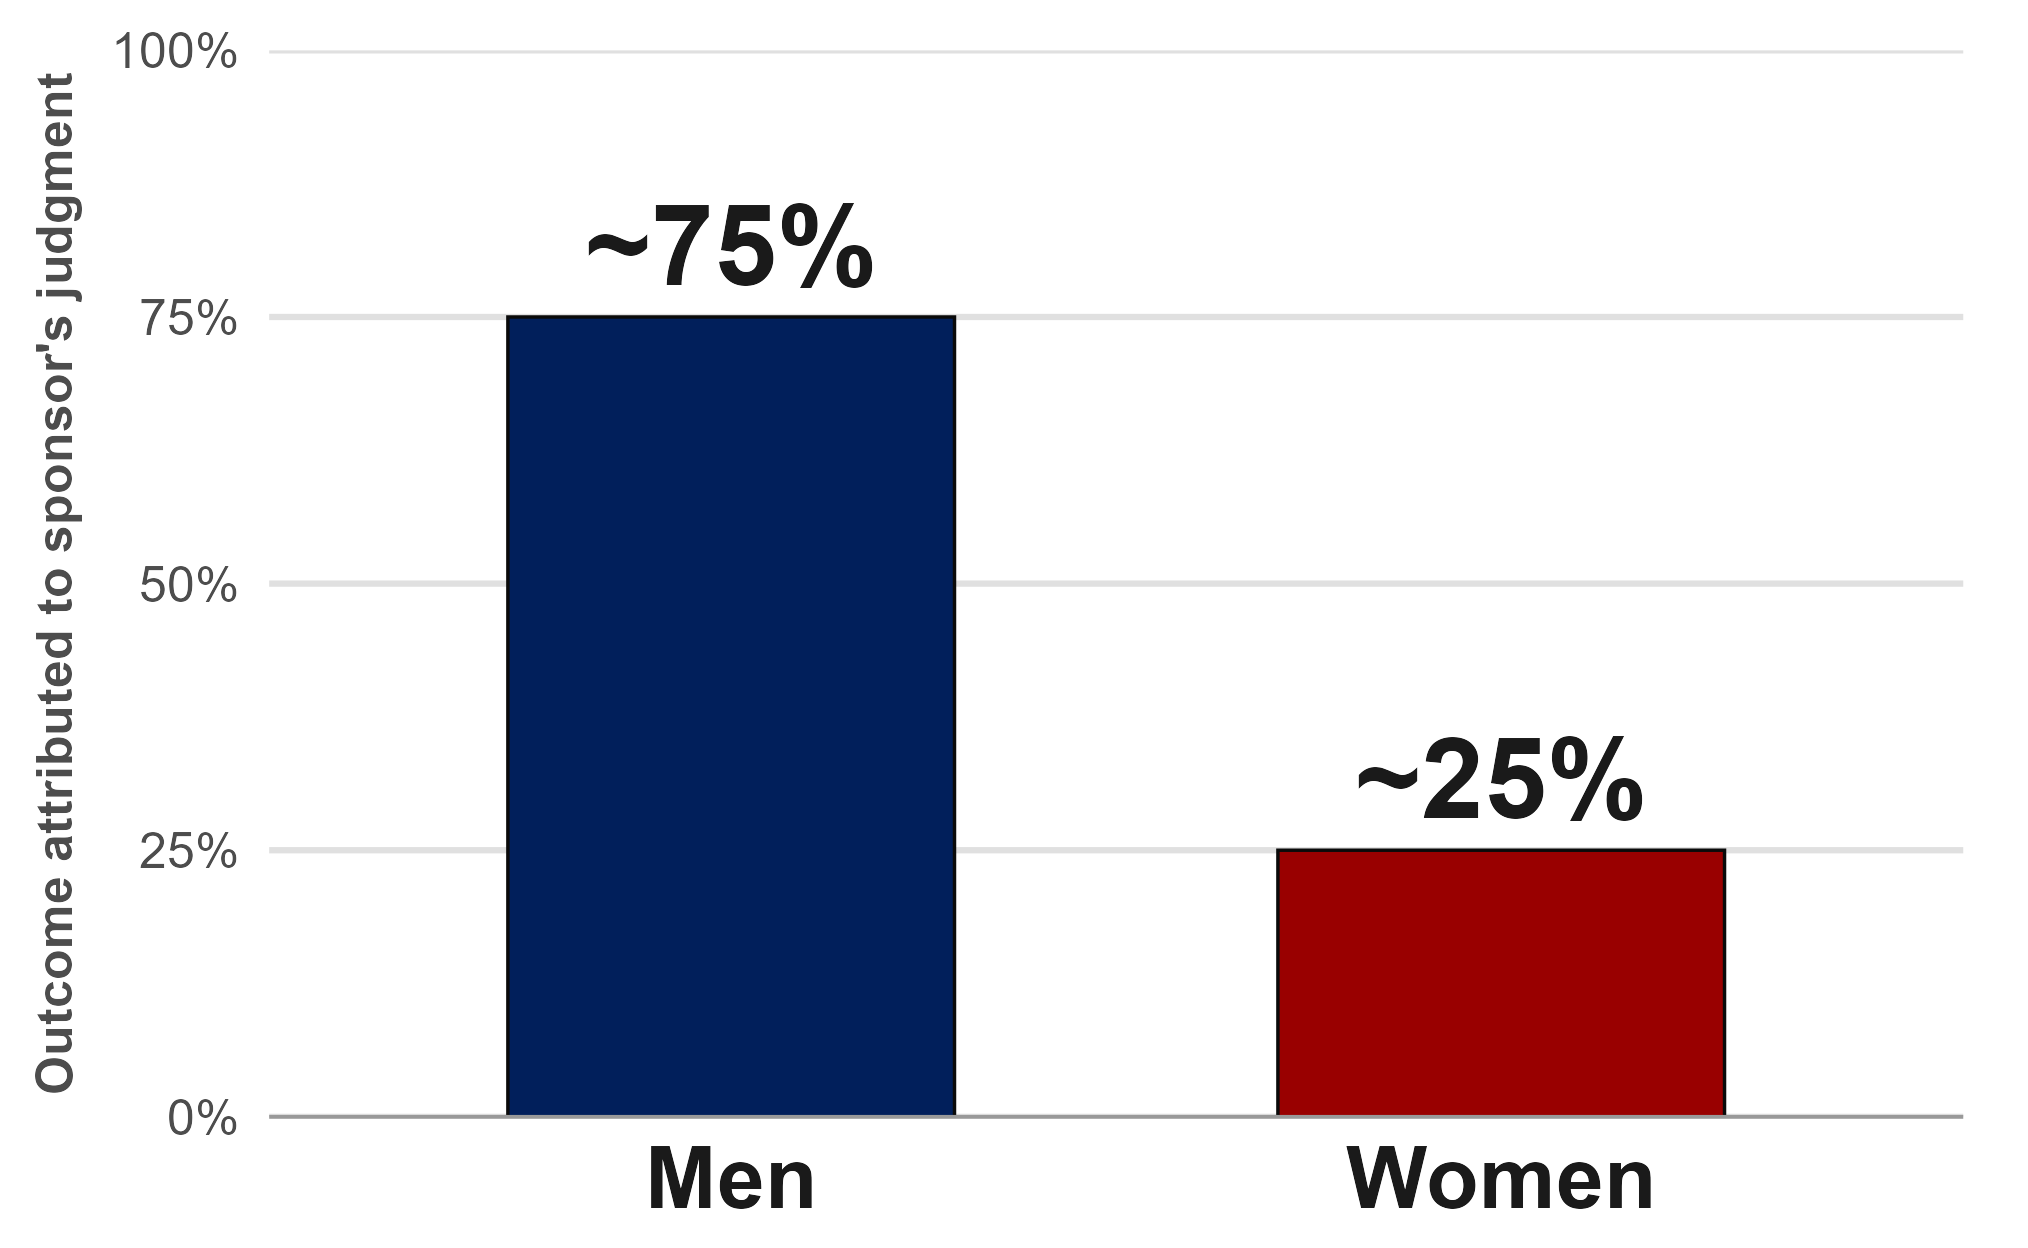 Outcome attributed to sponsor's judgment
100%
75%
50%
25%
0%
~75%
~25%
Men
Women